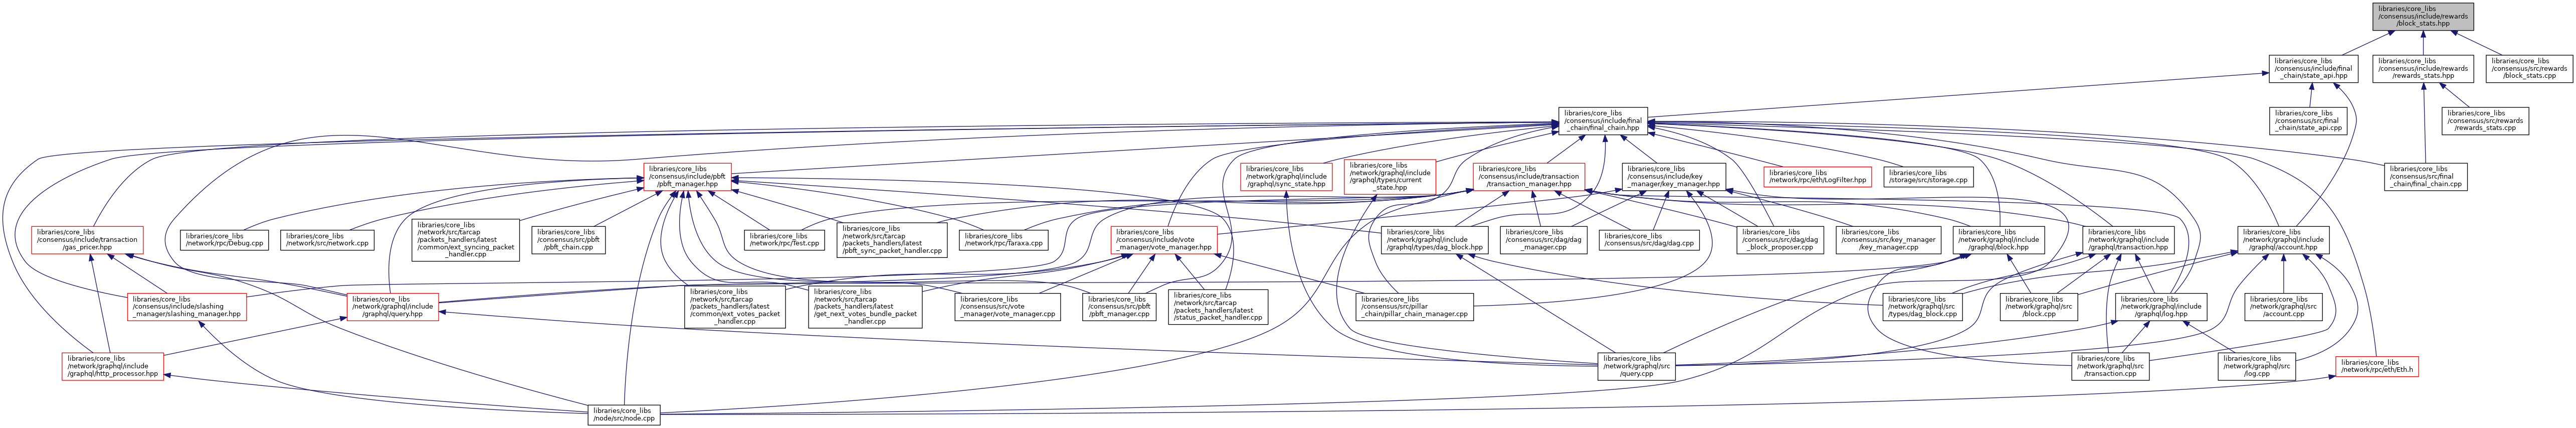 libraries/core_libs
/consensus/include/rewards
/block_stats.hpp
libraries/core_libs
/consensus/include/final
_chain/state_api.hpp
libraries/core_libs
/consensus/include/rewards
/rewards_stats.hpp
libraries/core_libs
/consensus/src/rewards
/block_stats.cpp
libraries/core_libs
/consensus/include/final
_chain/final_chain.hpp
libraries/core_libs
/consensus/src/final
_chain/state_api.cpp
libraries/core_libs
/consensus/src/rewards
/rewards_stats.cpp
libraries/core_libs
/consensus/include/pbft
/pbft_manager.hpp
libraries/core_libs
/network/graphql/include
/graphql/sync_state.hpp
libraries/core_libs
/network/graphql/include
/graphql/types/current
_state.hpp
libraries/core_libs
/consensus/include/transaction
/transaction_manager.hpp
libraries/core_libs
/consensus/include/key
_manager/key_manager.hpp
libraries/core_libs
/network/rpc/eth/LogFilter.hpp
libraries/core_libs
/storage/src/storage.cpp
libraries/core_libs
/consensus/src/final
_chain/final_chain.cpp
libraries/core_libs
/consensus/include/transaction
/gas_pricer.hpp
libraries/core_libs
/network/rpc/Debug.cpp
libraries/core_libs
/network/src/network.cpp
libraries/core_libs
/network/src/tarcap
/packets_handlers/latest
/common/ext_syncing_packet
_handler.cpp
libraries/core_libs
/consensus/src/pbft
/pbft_chain.cpp
libraries/core_libs
/network/rpc/Test.cpp
libraries/core_libs
/network/src/tarcap
/packets_handlers/latest
/pbft_sync_packet_handler.cpp
libraries/core_libs
/network/rpc/Taraxa.cpp
libraries/core_libs
/consensus/include/vote
_manager/vote_manager.hpp
libraries/core_libs
/network/graphql/include
/graphql/types/dag_block.hpp
libraries/core_libs
/consensus/src/dag/dag
_manager.cpp
libraries/core_libs
/consensus/src/dag/dag.cpp
libraries/core_libs
/consensus/src/dag/dag
_block_proposer.cpp
libraries/core_libs
/consensus/src/key_manager
/key_manager.cpp
libraries/core_libs
/network/graphql/include
/graphql/block.hpp
libraries/core_libs
/network/graphql/include
/graphql/transaction.hpp
libraries/core_libs
/network/graphql/include
/graphql/account.hpp
libraries/core_libs
/consensus/include/slashing
_manager/slashing_manager.hpp
libraries/core_libs
/network/graphql/include
/graphql/query.hpp
libraries/core_libs
/network/src/tarcap
/packets_handlers/latest
/common/ext_votes_packet
_handler.cpp
libraries/core_libs
/network/src/tarcap
/packets_handlers/latest
/get_next_votes_bundle_packet
_handler.cpp
libraries/core_libs
/consensus/src/vote
_manager/vote_manager.cpp
libraries/core_libs
/consensus/src/pbft
/pbft_manager.cpp
libraries/core_libs
/network/src/tarcap
/packets_handlers/latest
/status_packet_handler.cpp
libraries/core_libs
/consensus/src/pillar
_chain/pillar_chain_manager.cpp
libraries/core_libs
/network/graphql/src
/types/dag_block.cpp
libraries/core_libs
/network/graphql/src
/block.cpp
libraries/core_libs
/network/graphql/include
/graphql/log.hpp
libraries/core_libs
/network/graphql/src
/account.cpp
libraries/core_libs
/network/graphql/include
/graphql/http_processor.hpp
libraries/core_libs
/network/graphql/src
/query.cpp
libraries/core_libs
/network/graphql/src
/transaction.cpp
libraries/core_libs
/network/graphql/src
/log.cpp
libraries/core_libs
/network/rpc/eth/Eth.h
libraries/core_libs
/node/src/node.cpp